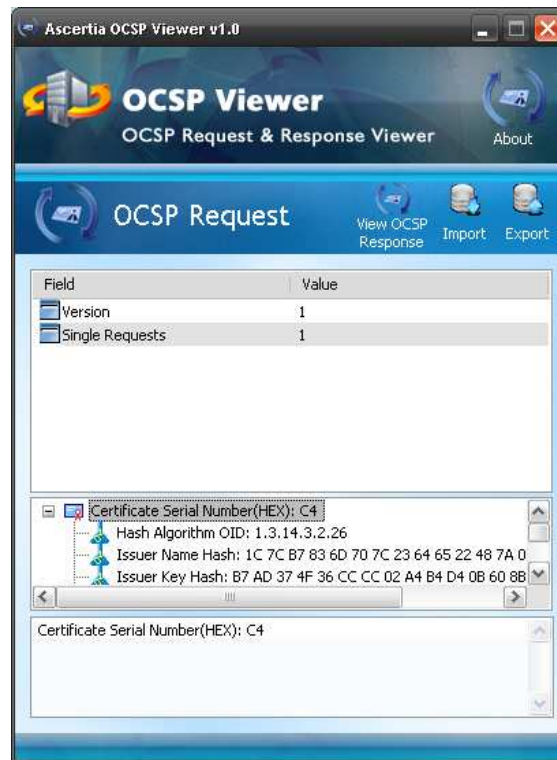 Ascertia OCSP Viewer v1.0
OCSP Viewer
OCSP Request & Response Viewer
About
OCSP Request
View OCSP
Response
Import
Export
Field Value
Version 1
Single Requests 1
Certificate Serial Number(HEX): C4
Hash Algorithm OID: 1.3.14.3.2.26
Issuer Name Hash: 1C 7C B7 83 6D 70 7C 23 64 65 22 48 7A 0
Issuer Key Hash: B7 AD 37 4F 36 CC CC 02 A4 B4 D4 0B 60 8B
Certificate Serial Number(HEX): C4